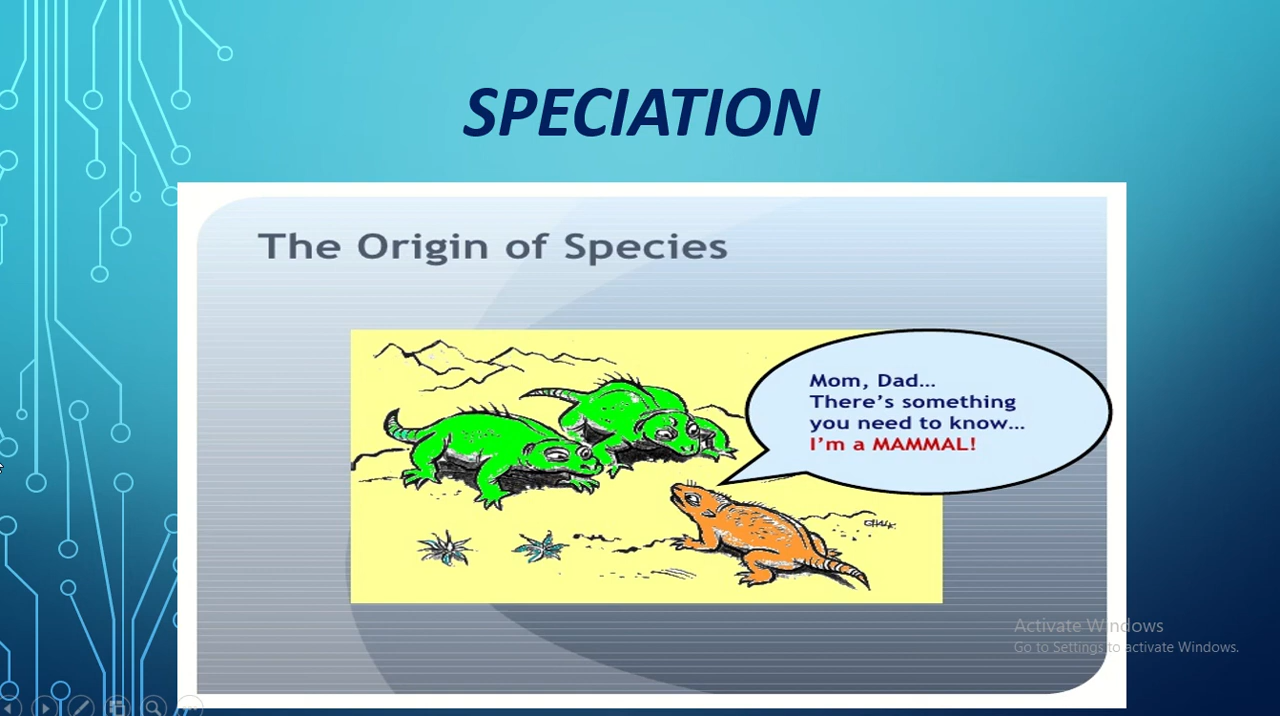 SPECIATION
The Origin of Species
Mom, Dad...
There's something
you need to know...
I'm a MAMMAL!
Activate Windows
Go to Settings to activate Windows.